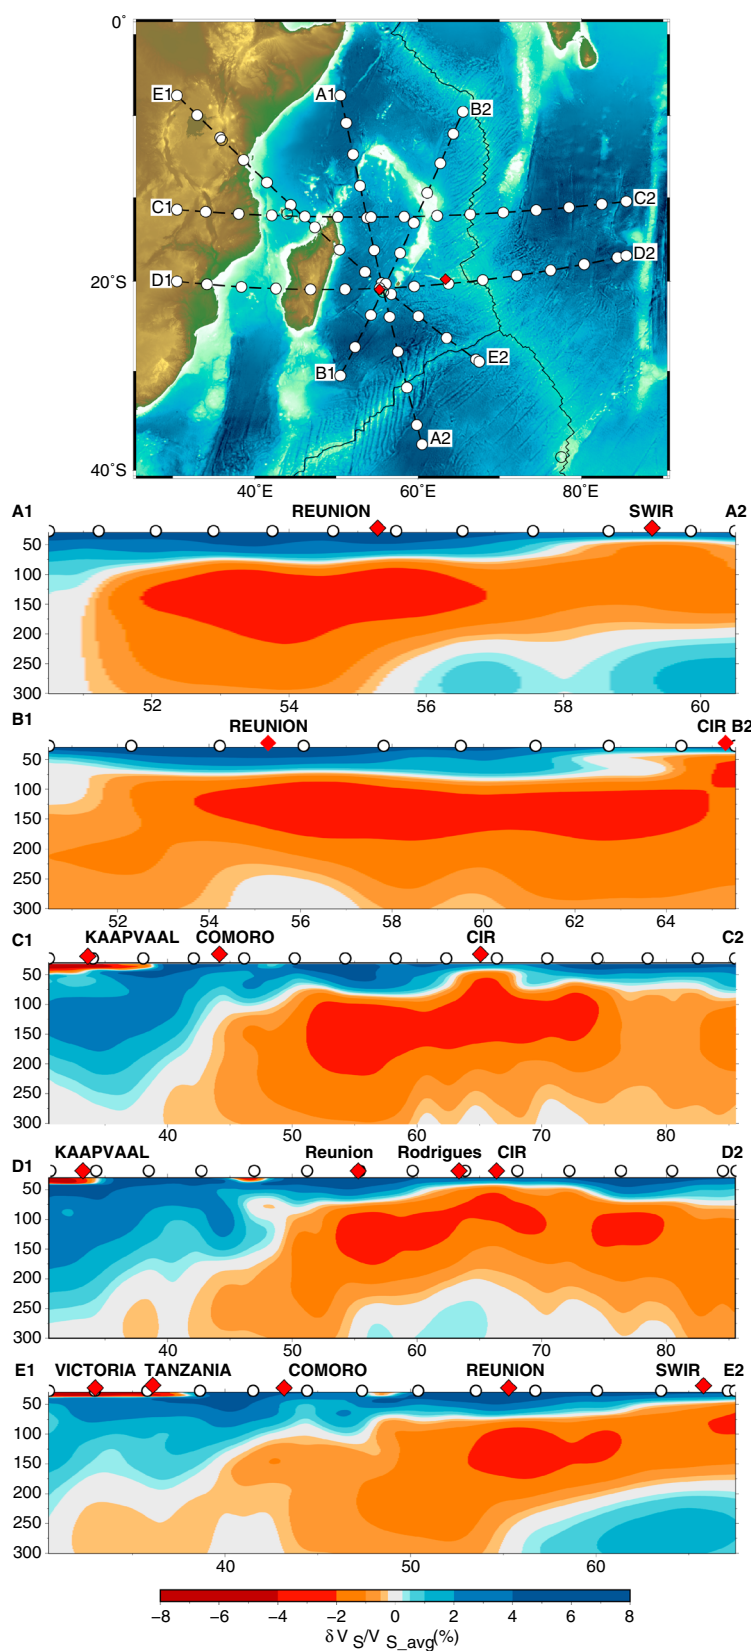 0°
E1
A1
B2
C1
C2
D2
D1
20°S
E2
B1
A2
40°S
40°E
60°E
80°E
A1 REUNION SWIR A2
50
100
150
200
250
300
52 54 56 58 60
B1 REUNION CIR B2
50
100
150
200
250
300
52 54 56 58 60 62 64
C1 KAAPVAAL COMORO CIR C2
50
100
150
200
250
300
40 50 60 70 80
D1 KAAPVAAL Reunion Rodrigues CIR D2
50
100
150
200
250
300
40 50 60 70 80
E1 VICTORIA TANZANIA COMORO REUNION SWIR E2
50
100
150
200
250
300
40 50 60
−8 −6 −4 −2 0 2 4 6 8
δV_S/V_S_avg(%)